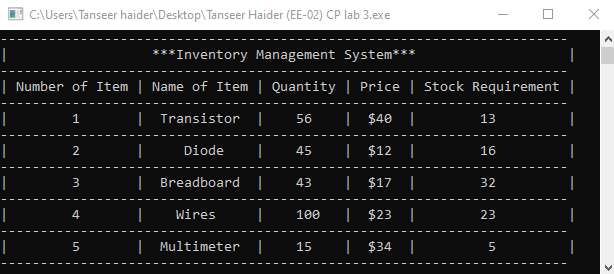 C:\Users\Tanseer haider\Desktop\Tanseer Haider (EE-02) CP lab 3.exe
----------------------------------------------------------------------
|                  ***Inventory Management System***                   |
----------------------------------------------------------------------
| Number of Item | Name of Item | Quantity | Price | Stock Requirement |
----------------------------------------------------------------------
|        1       |  Transistor  |    56    |  $40  |        13         |
----------------------------------------------------------------------
|        2       |     Diode    |    45    |  $12  |        16         |
----------------------------------------------------------------------
|        3       |  Breadboard  |    43    |  $17  |        32         |
----------------------------------------------------------------------
|        4       |    Wires     |    100   |  $23  |        23         |
----------------------------------------------------------------------
|        5       |  Multimeter  |    15    |  $34  |         5         |
----------------------------------------------------------------------